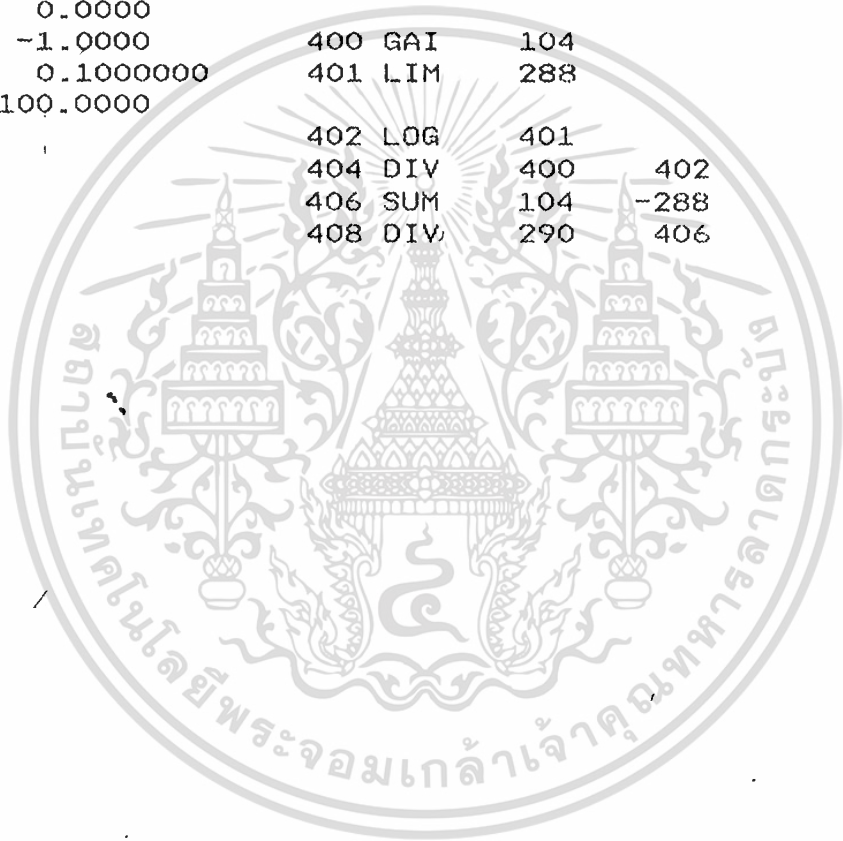 0.0000
-1.0000 400 GAI 104
0.1000000 401 LIM 288
100.0000
402 LOG 401
404 DIV 400 402
406 SUM 104 -288
408 DIV 290 406
สถาบันเทคโนโลยีพระจอมเกล้าเจ้าคุณทหารลาดกระบัง